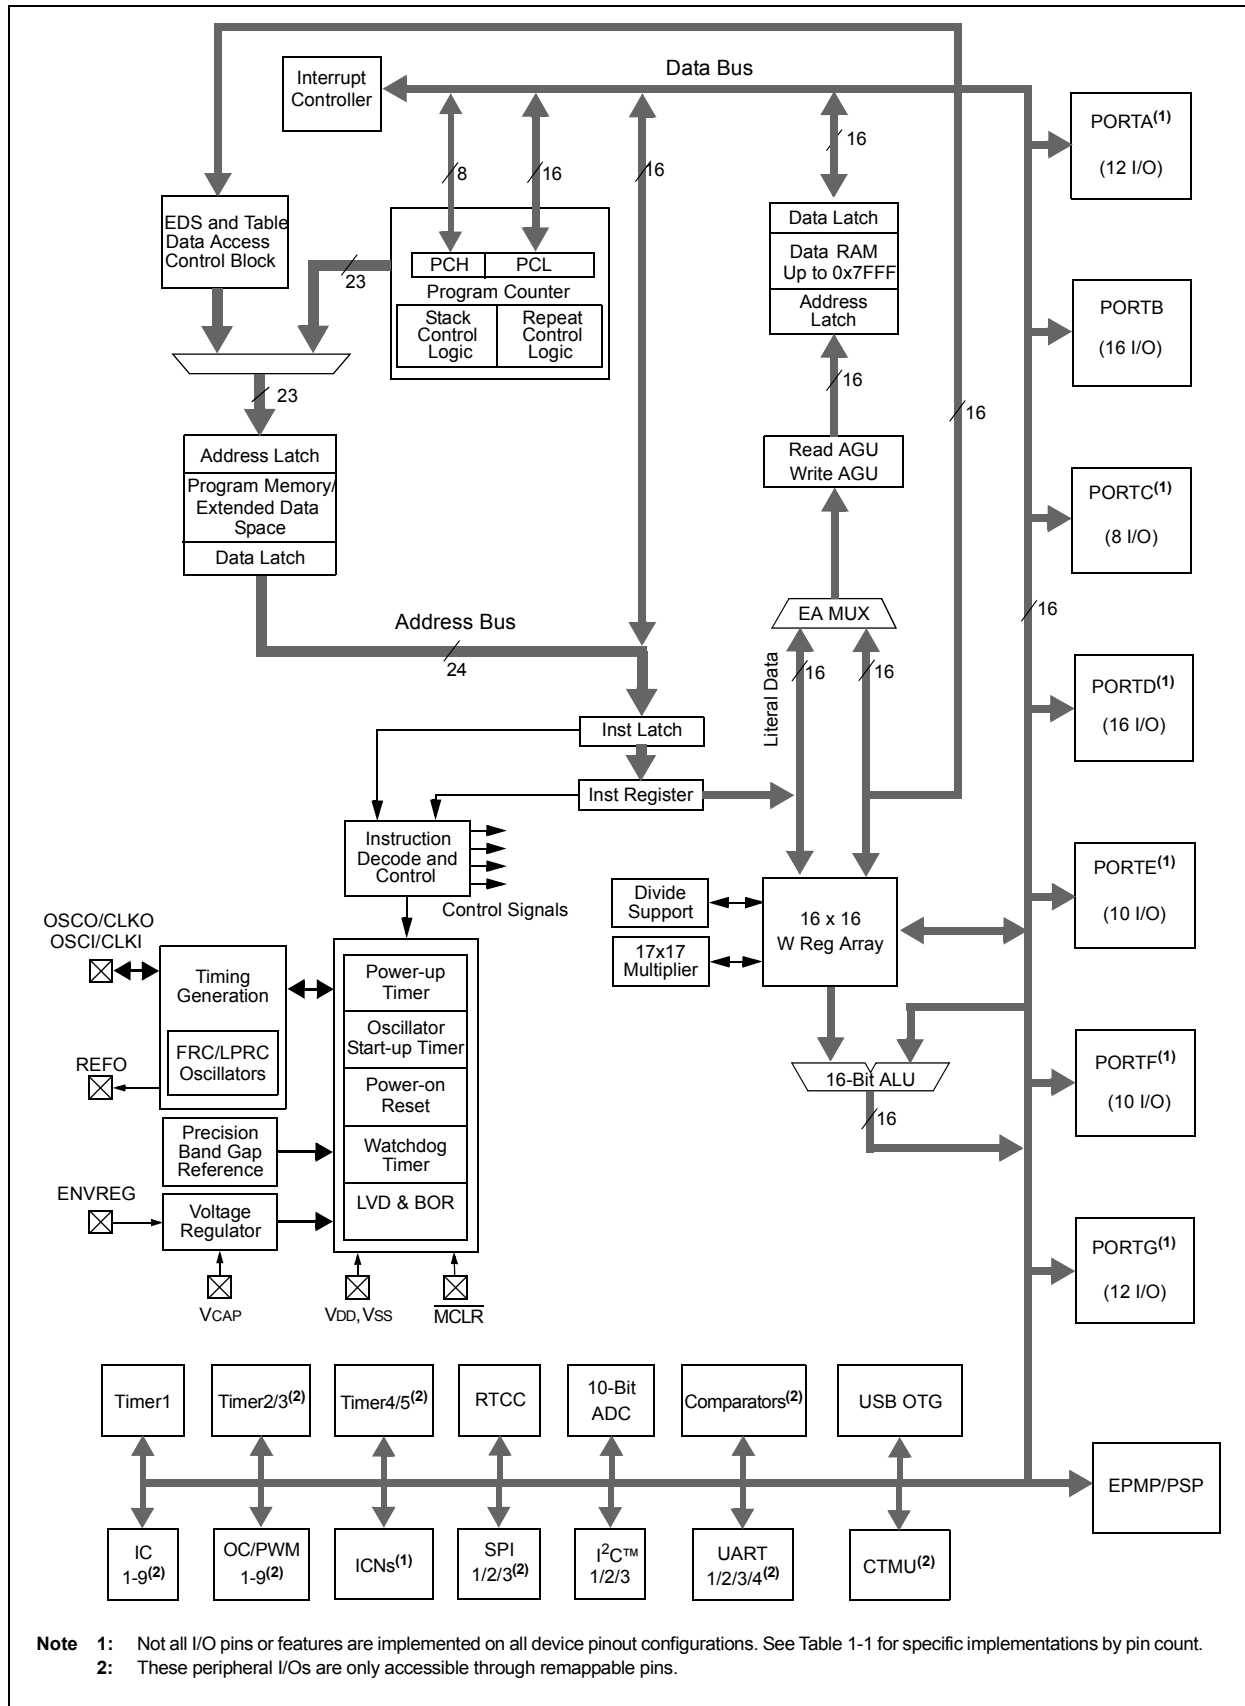 Data Bus
Interrupt
Controller
PORTA(1)
(12 I/O)
16
8
16
16
EDS and Table
Data Access
Control Block
Data Latch
Data RAM
Up to 0x7FFF
Address
Latch
PCH
PCL
Program Counter
Stack
Control
Logic
Repeat
Control
Logic
23
PORTB
(16 I/O)
23
16
16
Address Latch
Program Memory/
Extended Data
Space
Data Latch
Read AGU
Write AGU
PORTC(1)
(8 I/O)
EA MUX
16
Address Bus
24
Literal Data
16
16
PORTD(1)
(16 I/O)
Inst Latch
Inst Register
Instruction
Decode and
Control
Control Signals
Divide
Support
16 x 16
W Reg Array
17x17
Multiplier
PORTE(1)
(10 I/O)
OSCO/CLKO
OSCI/CLKI
Timing
Generation
FRC/LPRC
Oscillators
REFO
Power-up
Timer
Oscillator
Start-up Timer
Power-on
Reset
Watchdog
Timer
LVD & BOR
16-Bit ALU
16
PORTF(1)
(10 I/O)
Precision
Band Gap
Reference
ENVREG
Voltage
Regulator
VCAP
VDD, VSS
MCLR
PORTG(1)
(12 I/O)
Timer1
Timer2/3(2)
Timer4/5(2)
RTCC
10-Bit
ADC
Comparators(2)
USB OTG
EPMP/PSP
IC
1-9(2)
OC/PWM
1-9(2)
ICNs(1)
SPI
1/2/3(2)
I2C™
1/2/3
UART
1/2/3/4(2)
CTMU(2)
Note 1: Not all I/O pins or features are implemented on all device pinout configurations. See Table 1-1 for specific implementations by pin count.
2: These peripheral I/Os are only accessible through remappable pins.